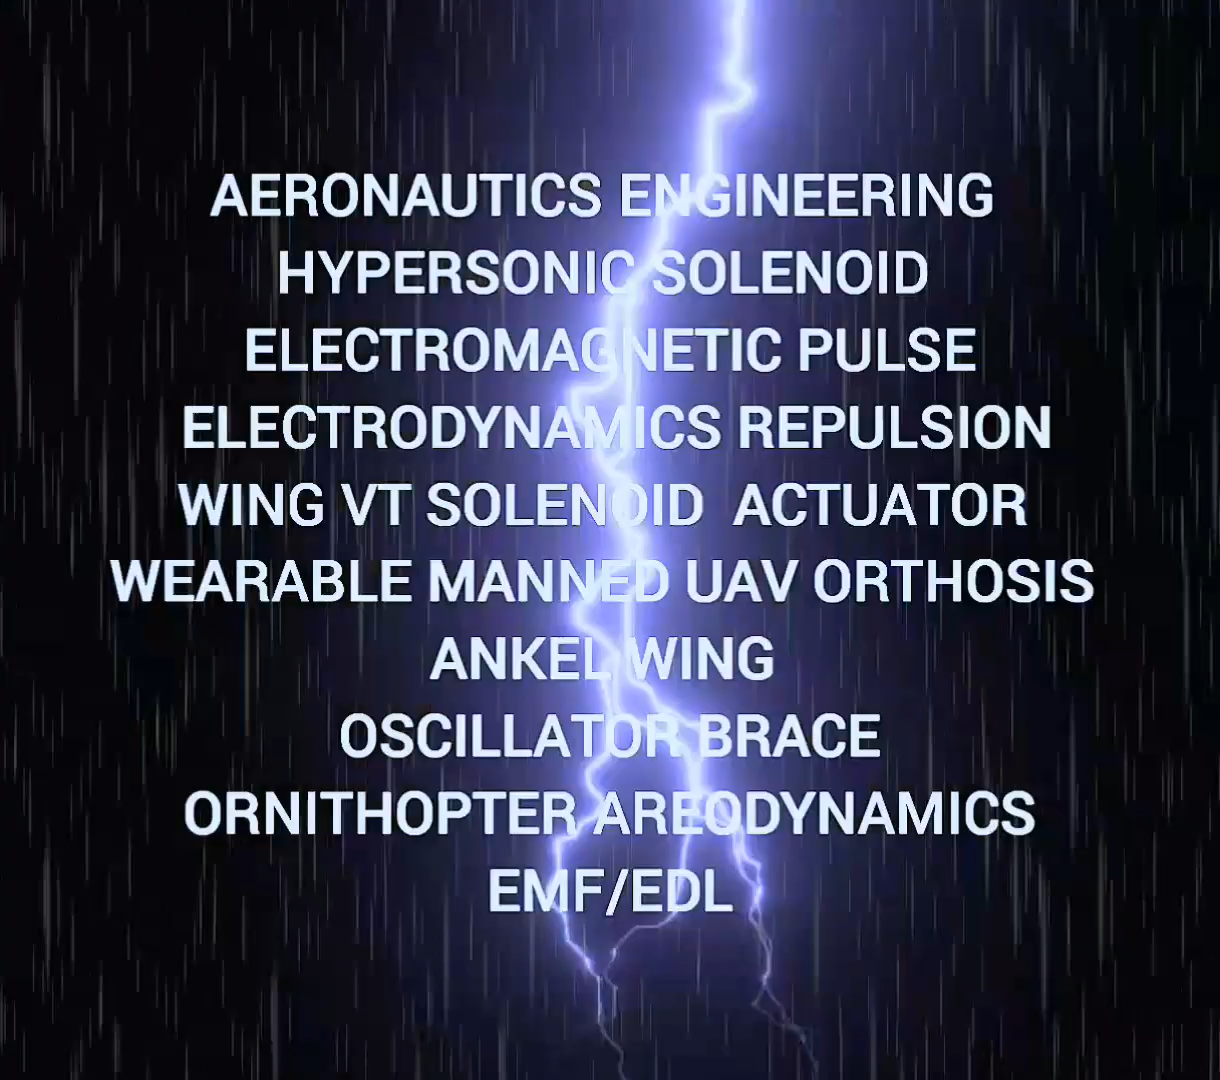 AERONAUTICS ENGINEERING
HYPERSONIC SOLENOID
ELECTROMAGNETIC PULSE
ELECTRODYNAMICS REPULSION
WING VT SOLENOID  ACTUATOR
WEARABLE MANNED UAV ORTHOSIS
ANKEL WING
OSCILLATOR BRACE
ORNITHOPTER AREODYNAMICS
EMF/EDL